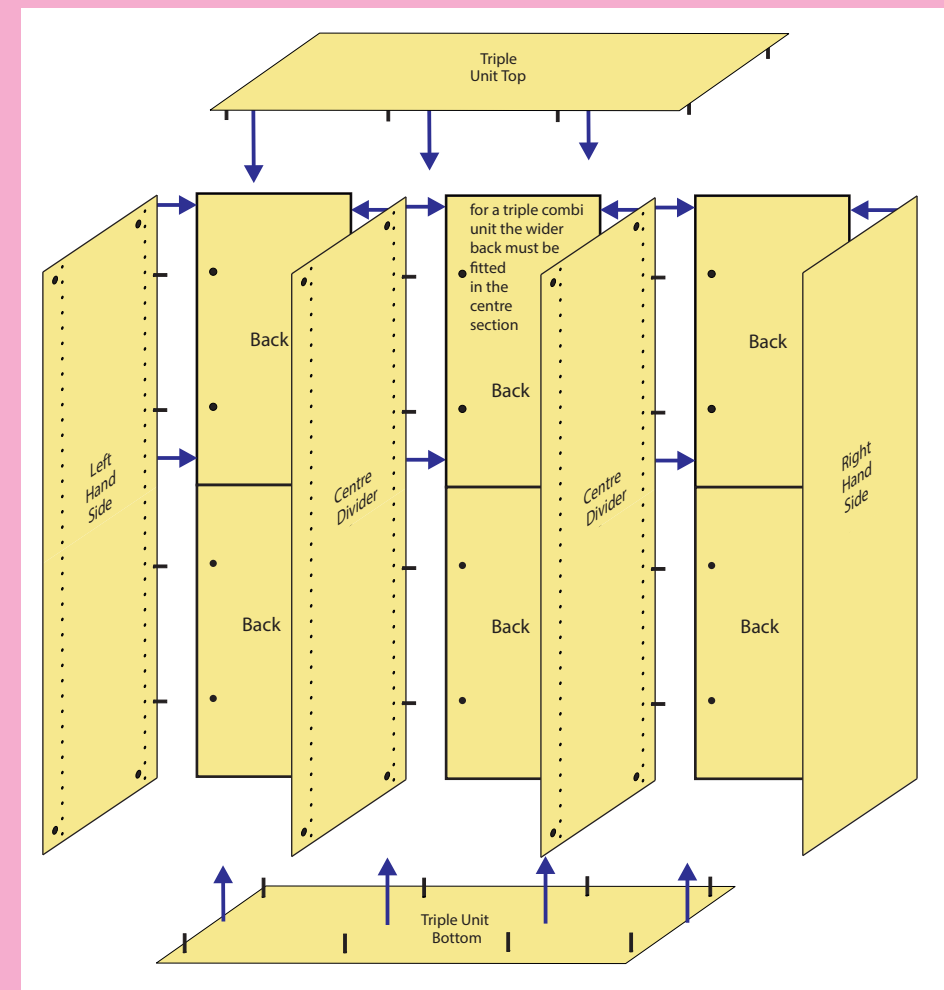 Triple
Unit Top
for a triple combi
unit the wider
back must be
fitted
in the
centre
section
Back
Back
Back
Left
Hand
Side
Centre
Divider
Centre
Divider
Right
Hand
Side
Back
Back
Back
Triple Unit
Bottom